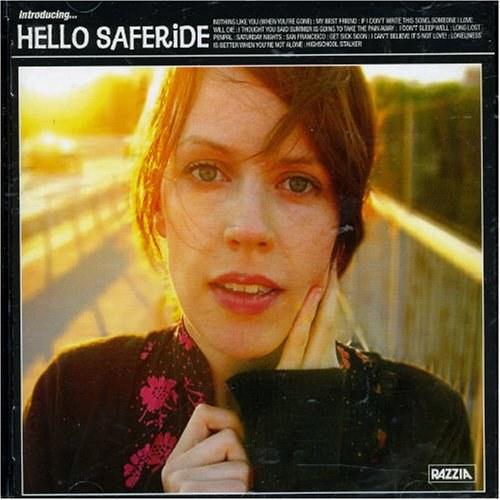 introducing...
HELLO SAFERiDE
NOTHING LIKE YOU (WHEN YOU'RE GONE) : MY BEST FRIEND : IF I DON'T WRITE THIS SONG, SOMEONE I LOVE
WILL DIE : I THOUGHT YOU SAID SUMMER IS GOING TO TAKE THE PAIN AWAY : I DON'T SLEEP WELL : LONG LOST
PENPAL : SATURDAY NIGHTS : SAN FRANCISCO : GET SICK SOON : I CAN'T BELIEVE IT'S NOT LOVE! : LONELINESS
IS BETTER WHEN YOU'RE NOT ALONE : HIGHSCHOOL STALKER
RAZZIA